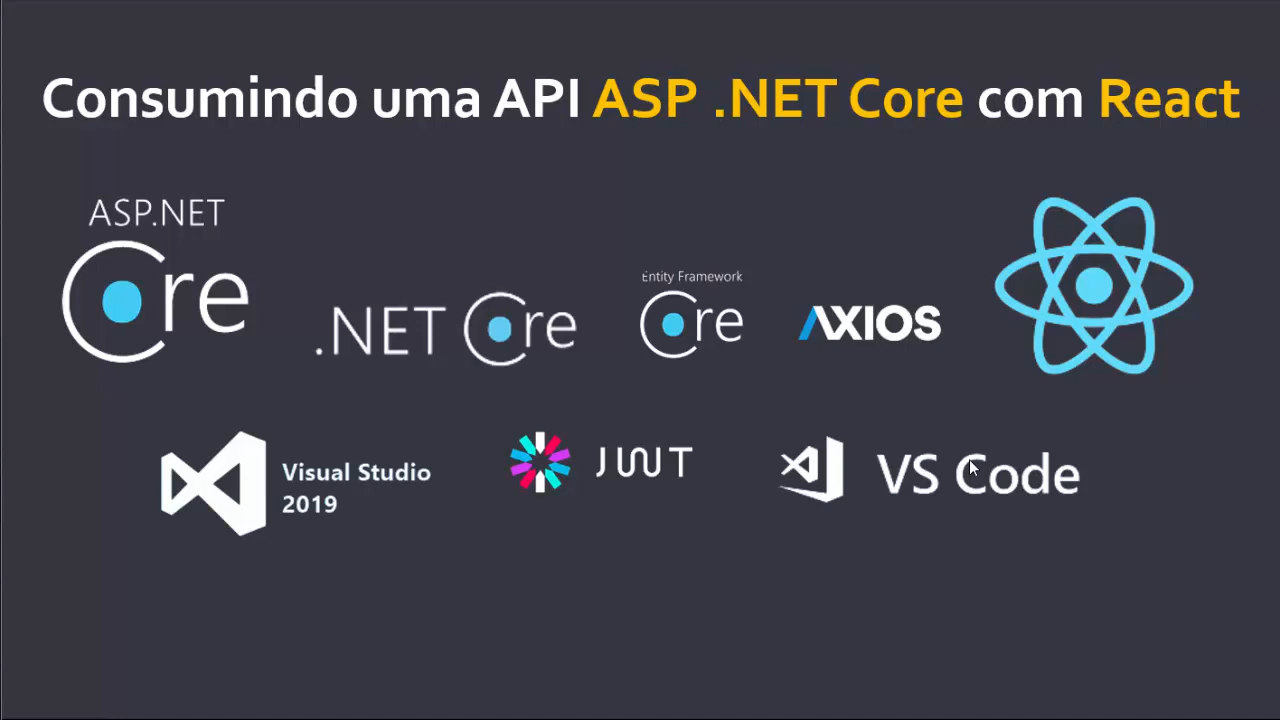 Consumindo uma API ASP .NET Core com React
ASP.NET
Core
.NET Core
Entity Framework
Core
AXIOS
Visual Studio
2019
JWT
VS Code